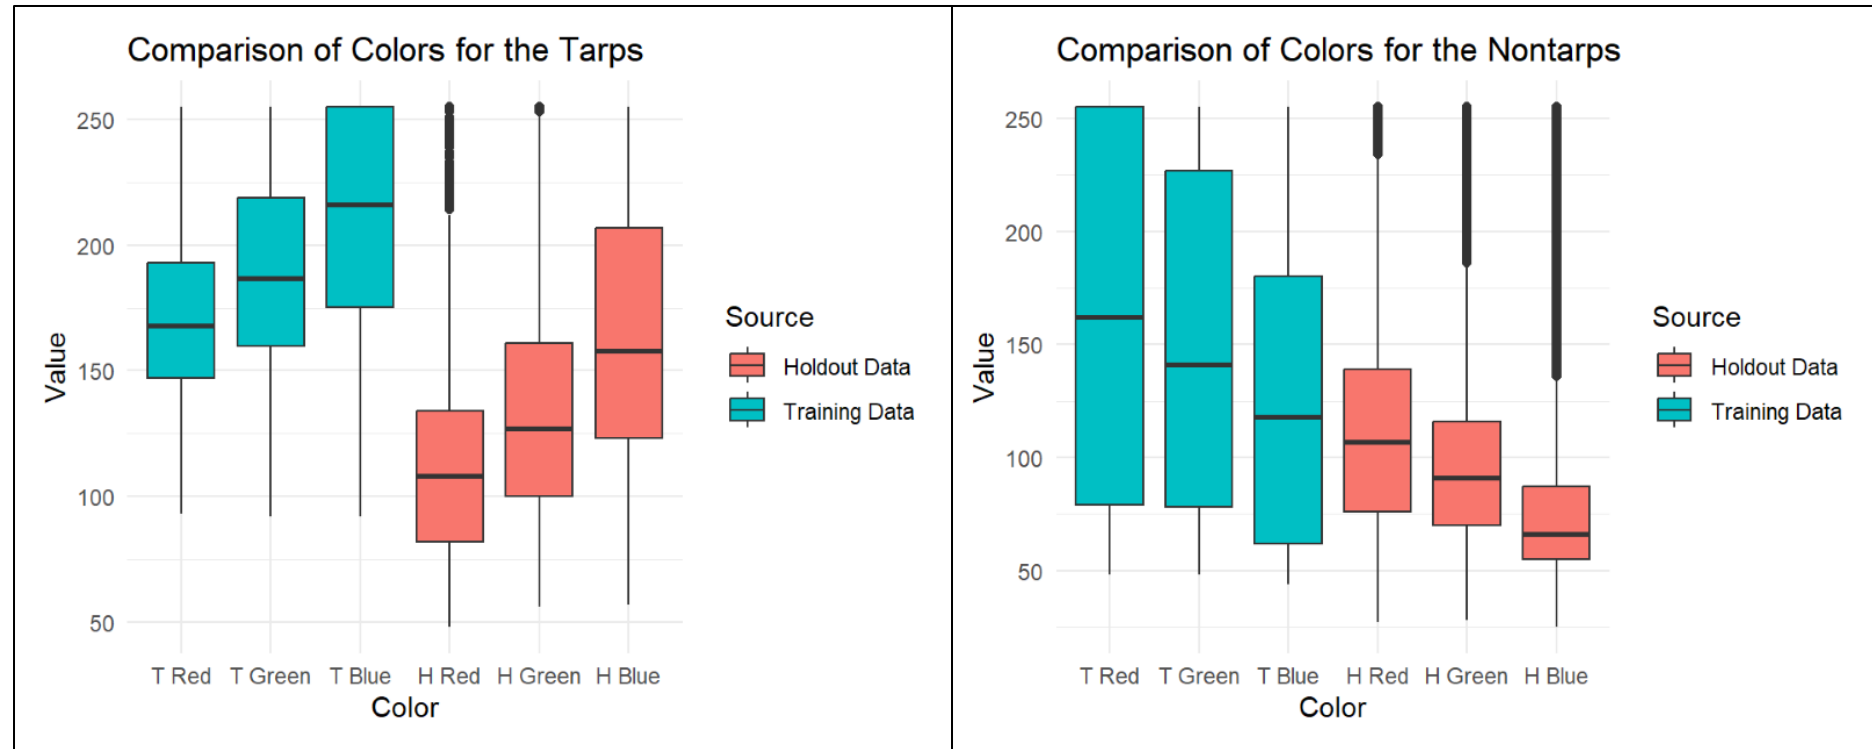 Comparison of Colors for the Tarps
250
200
150
100
50
Value
T Red T Green T Blue H Red H Green H Blue
Color
Source
Holdout Data
Training Data
Comparison of Colors for the Nontarps
250
200
150
100
50
Value
T Red T Green T Blue H Red H Green H Blue
Color
Source
Holdout Data
Training Data